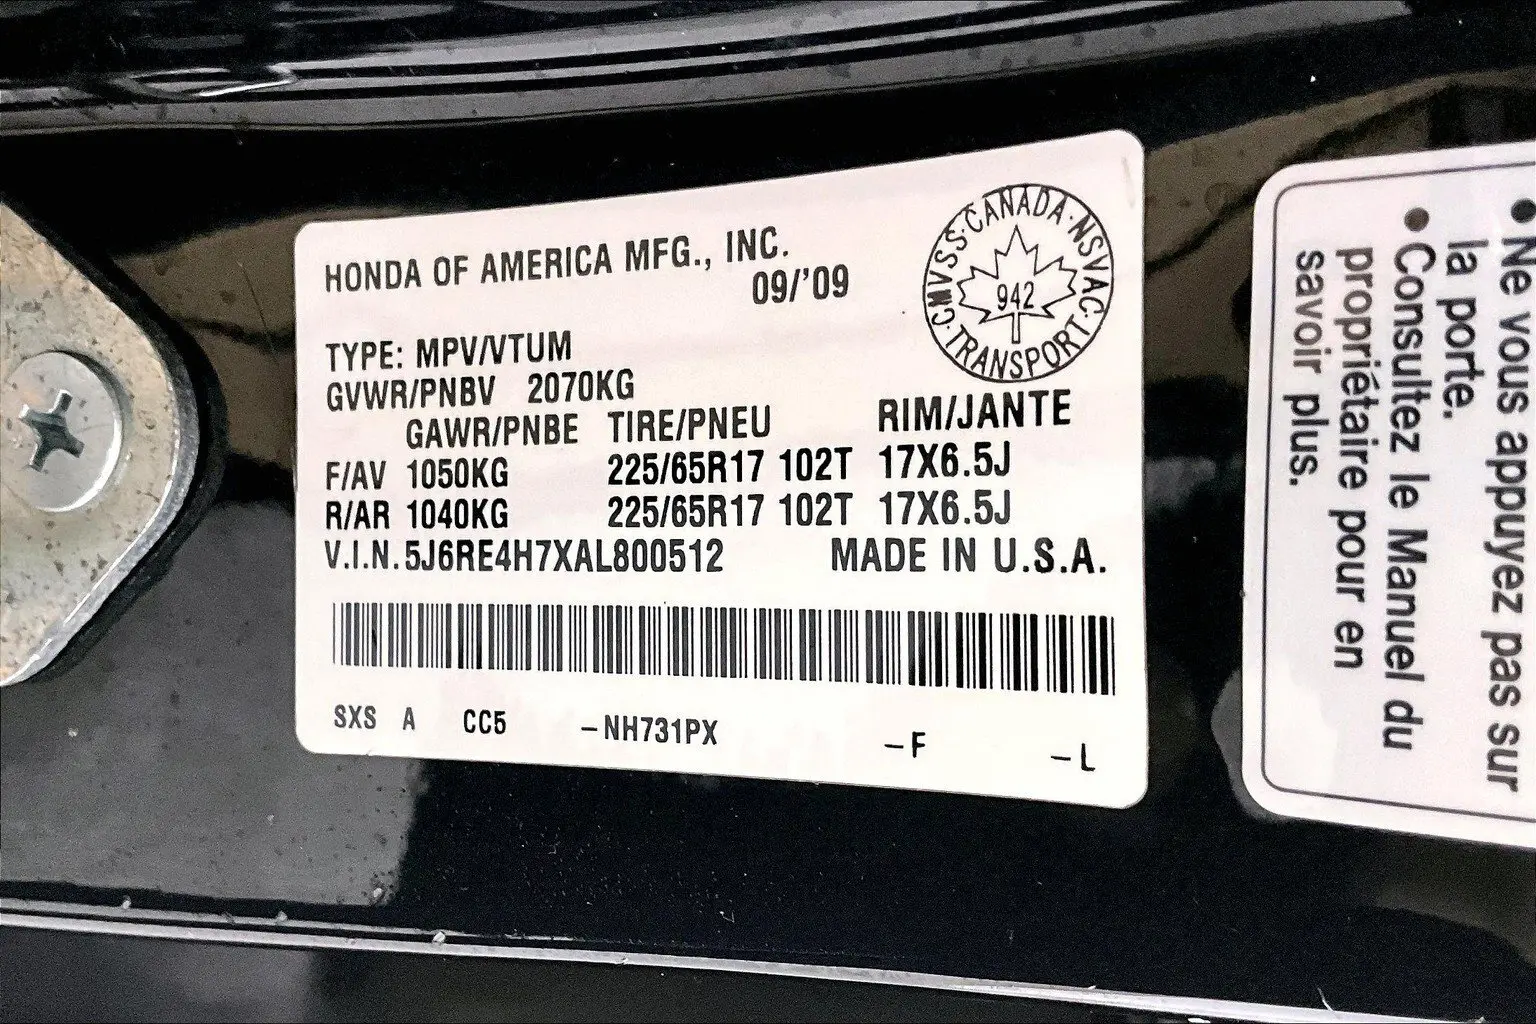 HONDA OF AMERICA MFG., INC.
09/'09
CMVSS·CANADA·NSVAC·TRANSPORT·
942
TYPE: MPV/VTUM
GVWR/PNBV 2070KG
GAWR/PNBE TIRE/PNEU RIM/JANTE
F/AV 1050KG 225/65R17 102T 17X6.5J
R/AR 1040KG 225/65R17 102T 17X6.5J
V.I.N. 5J6RE4H7XAL800512 MADE IN U.S.A.
SXS A CC5 –NH731PX –F –L
• Ne vous appuyez pas sur
la porte.
• Consultez le Manuel du
propriétaire pour en
savoir plus.